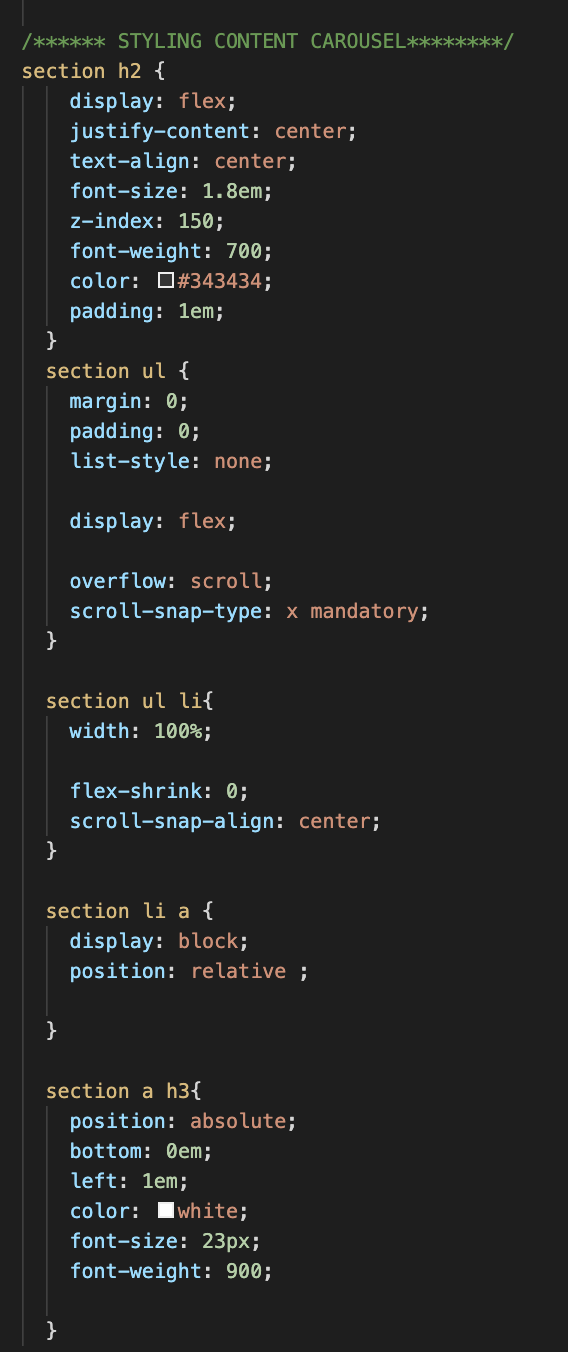 /****** STYLING CONTENT CAROUSEL********/
section h2 {
display: flex;
justify-content: center;
text-align: center;
font-size: 1.8em;
z-index: 150;
font-weight: 700;
color: #343434;
padding: 1em;
}
section ul {
margin: 0;
padding: 0;
list-style: none;
display: flex;
overflow: scroll;
scroll-snap-type: x mandatory;
}
section ul li{
width: 100%;
flex-shrink: 0;
scroll-snap-align: center;
}
section li a {
display: block;
position: relative ;
}
section a h3{
position: absolute;
bottom: 0em;
left: 1em;
color: white;
font-size: 23px;
font-weight: 900;
}